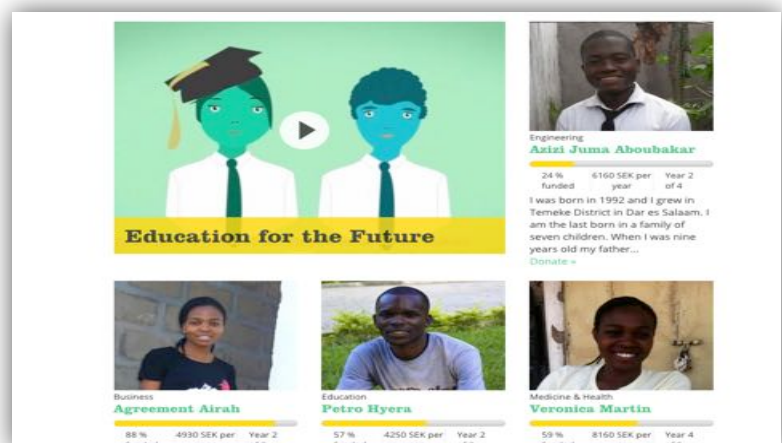 Education for the Future
Engineering
Azizi Juma Aboubakar
24 % 6160 SEK per Year 2
funded year of 4
I was born in 1992 and I grew in
Temeke District in Dar es Salaam. I
am the last born in a family of
seven children. When I was nine
years old my father...
Donate »
Business
Agreement Airah
88 % 4930 SEK per Year 2
Education
Petro Hyera
57 % 4250 SEK per Year 2
Medicine & Health
Veronica Martin
59 % 8160 SEK per Year 4